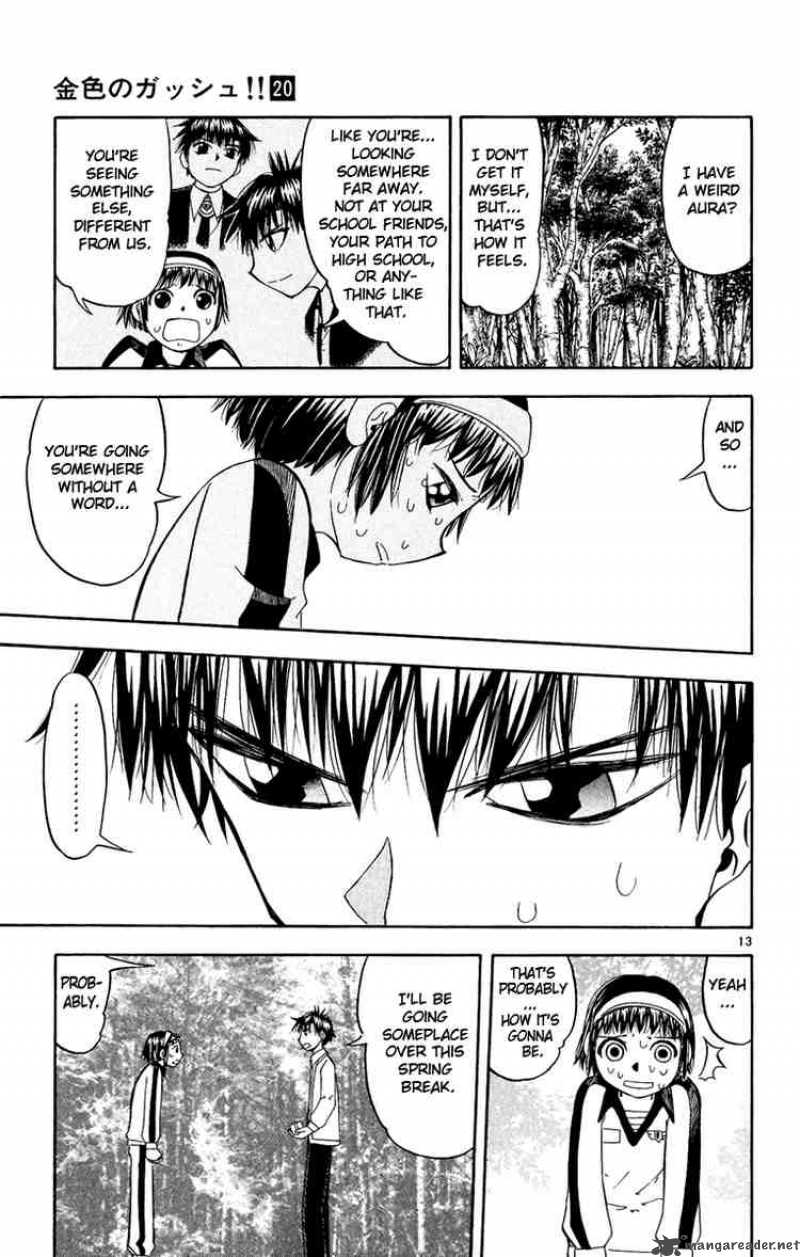 金色のガッシュ!! 20
I HAVE
A WEIRD
AURA?
I DON'T
GET IT
MYSELF,
BUT...
THAT'S
HOW IT
FEELS.
LIKE YOU'RE...
LOOKING
SOMEWHERE
FAR AWAY.
NOT AT YOUR
SCHOOL FRIENDS,
YOUR PATH TO
HIGH SCHOOL,
OR ANY-
THING LIKE
THAT.
YOU'RE
SEEING
SOMETHING
ELSE,
DIFFERENT
FROM US.
AND
SO
...
YOU'RE GOING
SOMEWHERE
WITHOUT A
WORD...
..........
13
YEAH
...
THAT'S
PROBABLY
...
HOW IT'S
GONNA
BE.
I'LL BE
GOING
SOMEPLACE
OVER THIS
SPRING
BREAK.
PROB-
ABLY.
mangareader.net